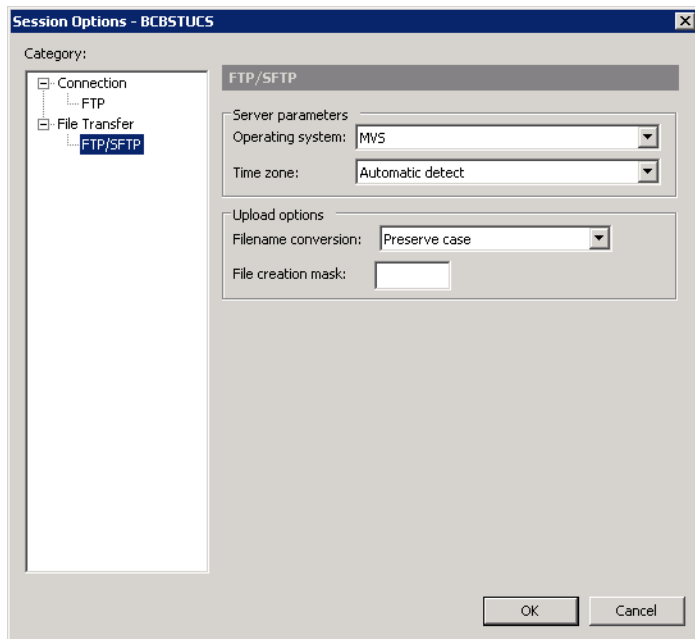 Session Options - BCBSTUCS
Category:
Connection
FTP
File Transfer
FTP/SFTP
FTP/SFTP
Server parameters
Operating system: MVS
Time zone: Automatic detect
Upload options
Filename conversion: Preserve case
File creation mask:
OK Cancel